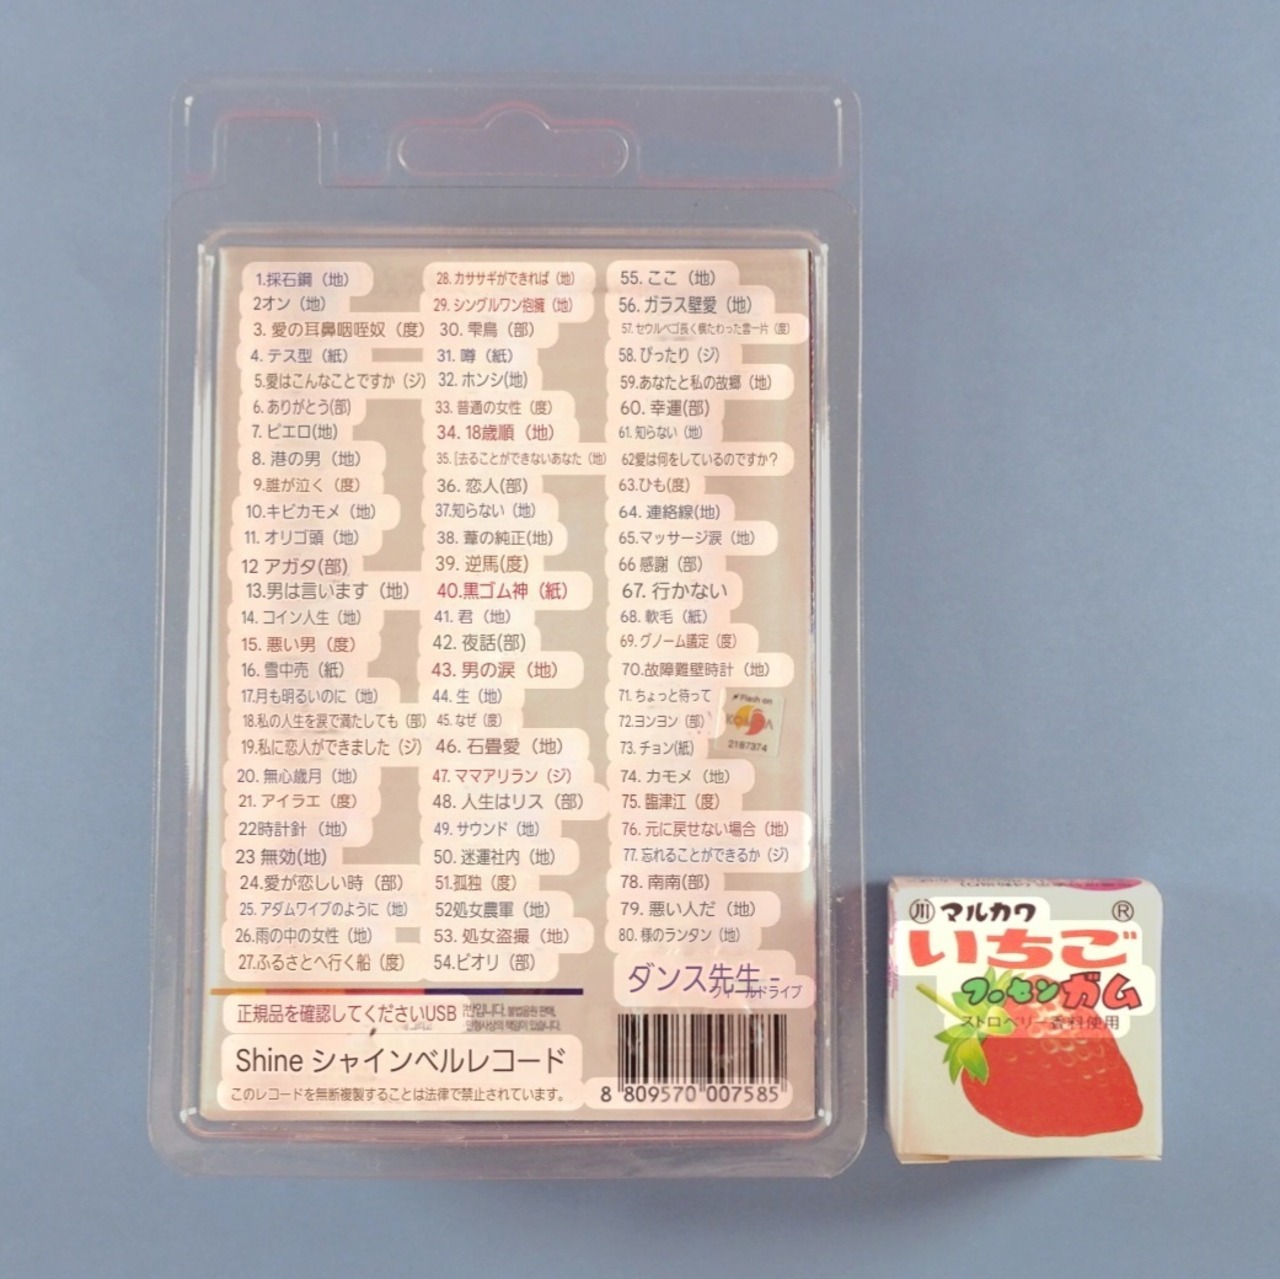 1.採石鋼（地）
2オン（地）
3. 愛の耳鼻咽咥奴（度）
4. テス型（紙）
5.愛はこんなことですか（ジ）
6. ありがとう(部)
7. ピエロ(地)
8. 港の男（地）
9.誰が泣く（度）
10.キビカモメ（地）
11. オリゴ頭（地）
12 アガタ(部)
13.男は言います（地）
14. コイン人生（地）
15. 悪い男（度）
16. 雪中売（紙）
17.月も明るいのに（地）
18.私の人生を涙で満たしても（部）
19.私に恋人ができました（ジ）
20. 無心歳月（地）
21. アイラエ（度）
22時計針（地）
23 無効(地)
24.愛が恋しい時（部）
25. アダムワイブのように（地）
26.雨の中の女性（地）
27.ふるさとへ行く船（度）
28. カササギができれば（地）
29. シングルワン抱擁（地）
30. 雫鳥（部）
31. 噂（紙）
32. ホンシ(地)
33. 普通の女性（度）
34. 18歳順（地）
35. [去ることができないあなた（地）
36. 恋人(部)
37.知らない（地）
38. 葦の純正(地)
39. 逆馬(度)
40.黒ゴム神（紙）
41. 君（地）
42. 夜話(部)
43. 男の涙（地）
44. 生（地）
45. なぜ（度）
46. 石畳愛（地）
47. ママアリラン（ジ）
48. 人生はリス（部）
49. サウンド（地）
50. 迷運社内（地）
51.孤独（度）
52処女農軍（地）
53. 処女盗撮（地）
54.ビオリ（部）
55. ここ（地）
56. ガラス壁愛（地）
57. セウルベゴ長く横たわった雲一片（度）
58. ぴったり（ジ）
59.あなたと私の故郷（地）
60. 幸運(部)
61. 知らない（地）
62愛は何をしているのですか？
63.ひも(度)
64. 連絡線(地)
65.マッサージ涙（地）
66 感謝（部）
67. 行かない
68. 軟毛（紙）
69. グノーム議定（度）
70.故障難壁時計（地）
71. ちょっと待って
72.ヨンヨン（部）
73. チョン(紙)
74. カモメ（地）
75. 臨津江（度）
76. 元に戻せない場合（地）
77. 忘れることができるか（ジ）
78. 南南(部)
79. 悪い人だ（地）
80. 様のランタン（地）
Flash on
KOMCA
2187374
ダンス先生 -
フィールドライブ
正規品を確認してくださいUSB
Shine シャインベルレコード
このレコードを無断複製することは法律で禁止されています。
8 809570 007585
川 マルカワ ®
いちご
フーセンガム
ストロベリー香料使用